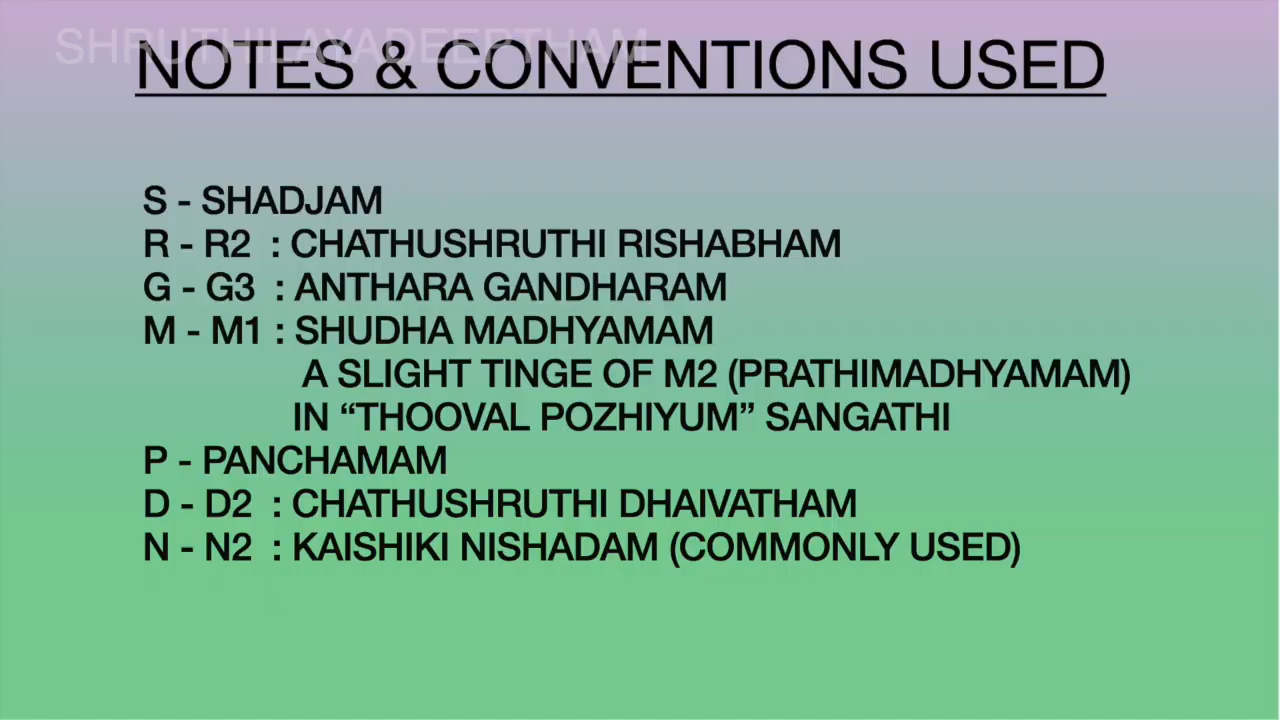 SHRUTHILAYADEEPTHAM
NOTES & CONVENTIONS USED
S - SHADJAM
R - R2 : CHATHUSHRUTHI RISHABHAM
G - G3 : ANTHARA GANDHARAM
M - M1 : SHUDHA MADHYAMAM
A SLIGHT TINGE OF M2 (PRATHIMADHYAMAM)
IN “THOOVAL POZHIYUM” SANGATHI
P - PANCHAMAM
D - D2 : CHATHUSHRUTHI DHAIVATHAM
N - N2 : KAISHIKI NISHADAM (COMMONLY USED)